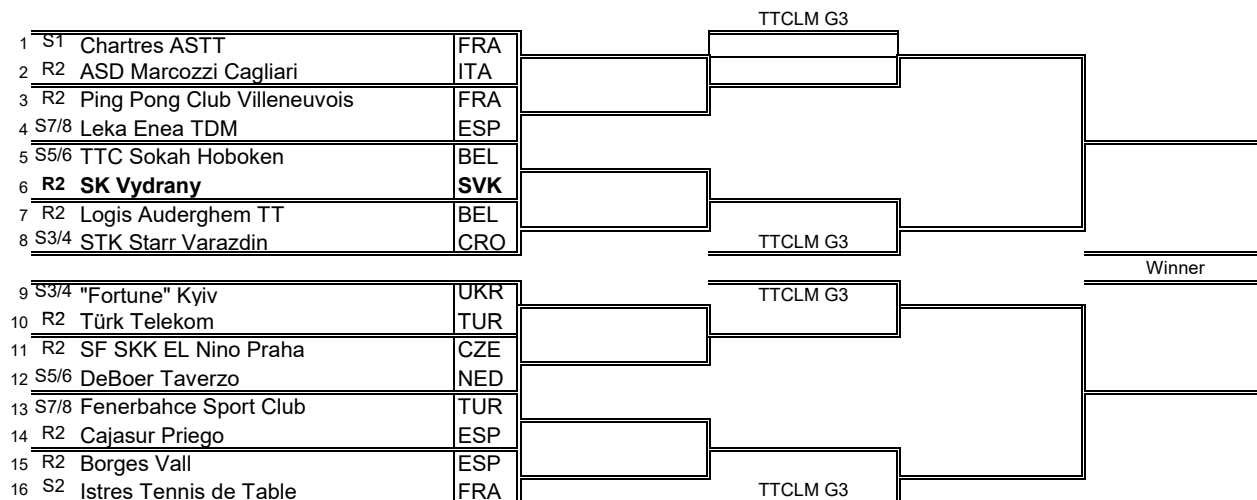 TTCLM G3
1 S1 Chartres ASTT FRA
2 R2 ASD Marcozzi Cagliari ITA
3 R2 Ping Pong Club Villeneuvois FRA
4 S7/8 Leka Enea TDM ESP
5 S5/6 TTC Sokah Hoboken BEL
6 R2 SK Vydrany SVK
7 R2 Logis Auderghem TT BEL
8 S3/4 STK Starr Varazdin CRO TTCLM G3
Winner
9 S3/4 "Fortune" Kyiv UKR TTCLM G3
10 R2 Türk Telekom TUR
11 R2 SF SKK EL Nino Praha CZE
12 S5/6 DeBoer Taverzo NED
13 S7/8 Fenerbahce Sport Club TUR
14 R2 Cajasur Priego ESP
15 R2 Borges Vall ESP
16 S2 Istres Tennis de Table FRA TTCLM G3